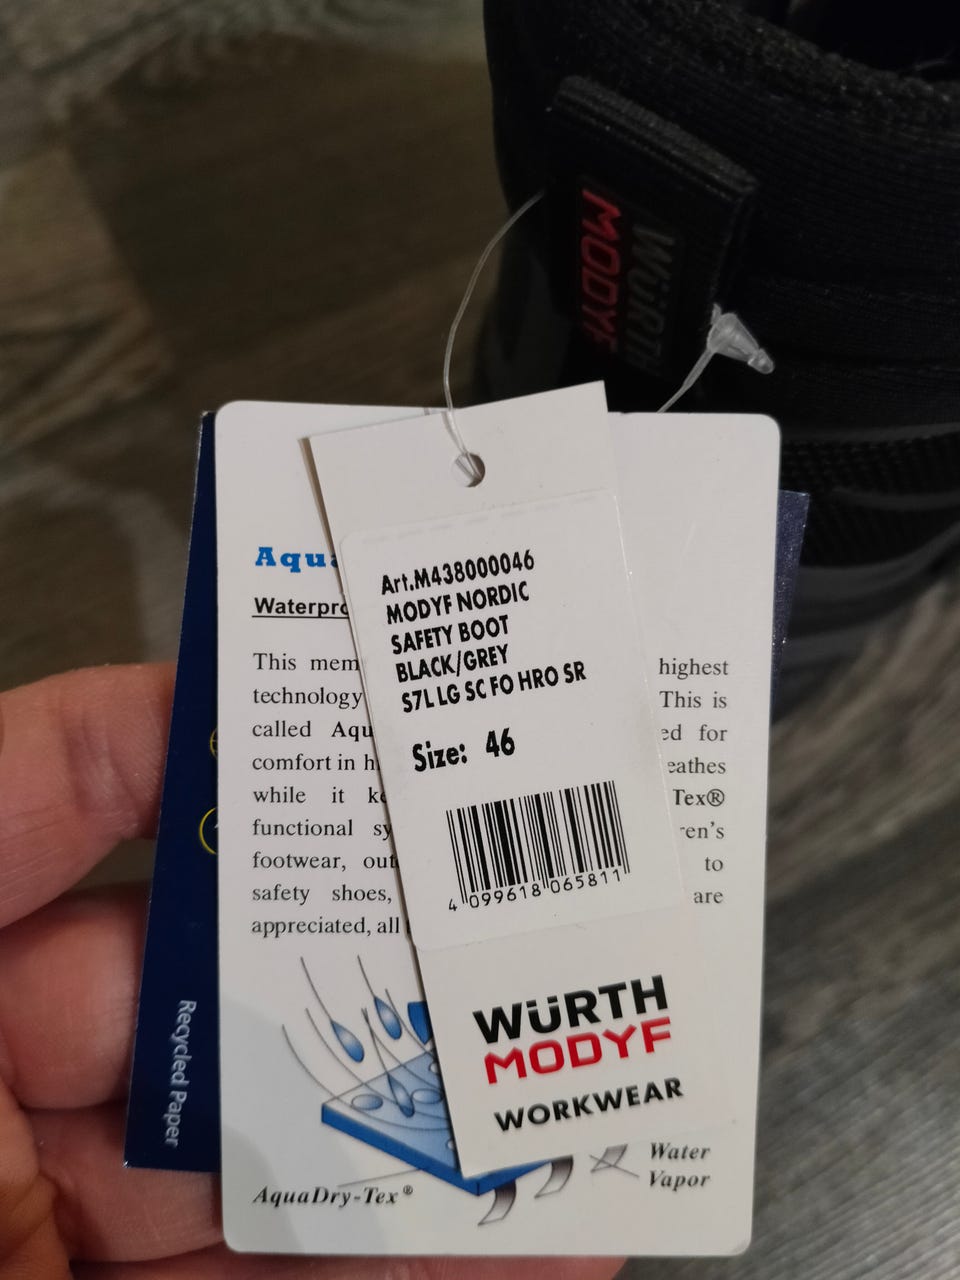 WÜRTH
MODYF
Art.M438000046
MODYF NORDIC
SAFETY BOOT
BLACK/GREY
S7L LG SC FO HRO SR
Size: 46
4 099618 065811
WÜRTH
MODYF
WORKWEAR
Aqua
Waterpro
This mem highest
technology This is
called Aqu ed for
comfort in h eathes
while it ke Tex®
functional sy ren's
footwear, out to
safety shoes, are
appreciated, all
AquaDry-Tex®
Water
Vapor
Recycled Paper